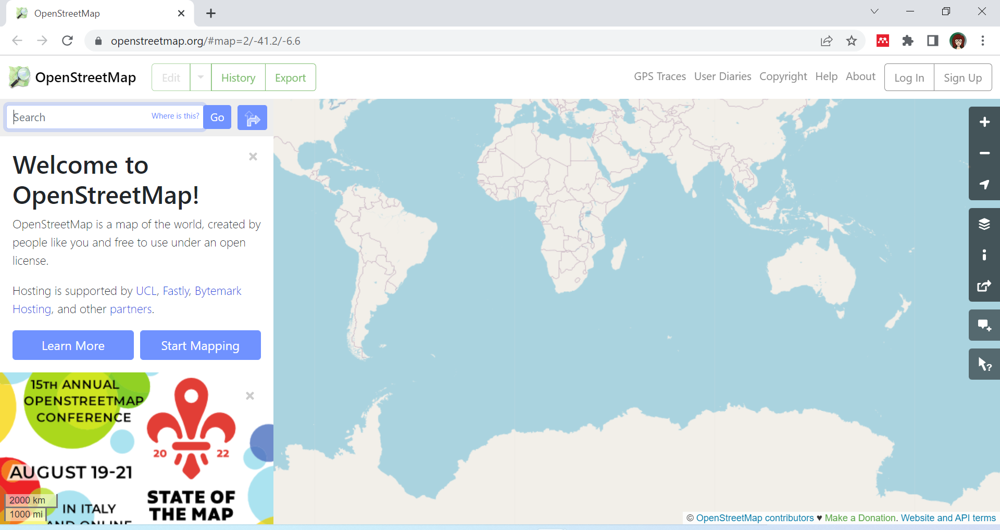 OpenStreetMap
openstreetmap.org/#map=2/-41.2/-6.6
OpenStreetMap
Edit
History
Export
GPS Traces
User Diaries
Copyright
Help
About
Log In
Sign Up
Search
Where is this?
Go
Welcome to
OpenStreetMap!
OpenStreetMap is a map of the world, created by
people like you and free to use under an open
license.
Hosting is supported by UCL, Fastly, Bytemark
Hosting, and other partners.
Learn More
Start Mapping
15TH ANNUAL
OPENSTREETMAP
CONFERENCE
20 22
AUGUST 19-21
STATE OF
THE MAP
IN ITALY
AND ONLINE
2000 km
1000 mi
© OpenStreetMap contributors ♥ Make a Donation. Website and API terms